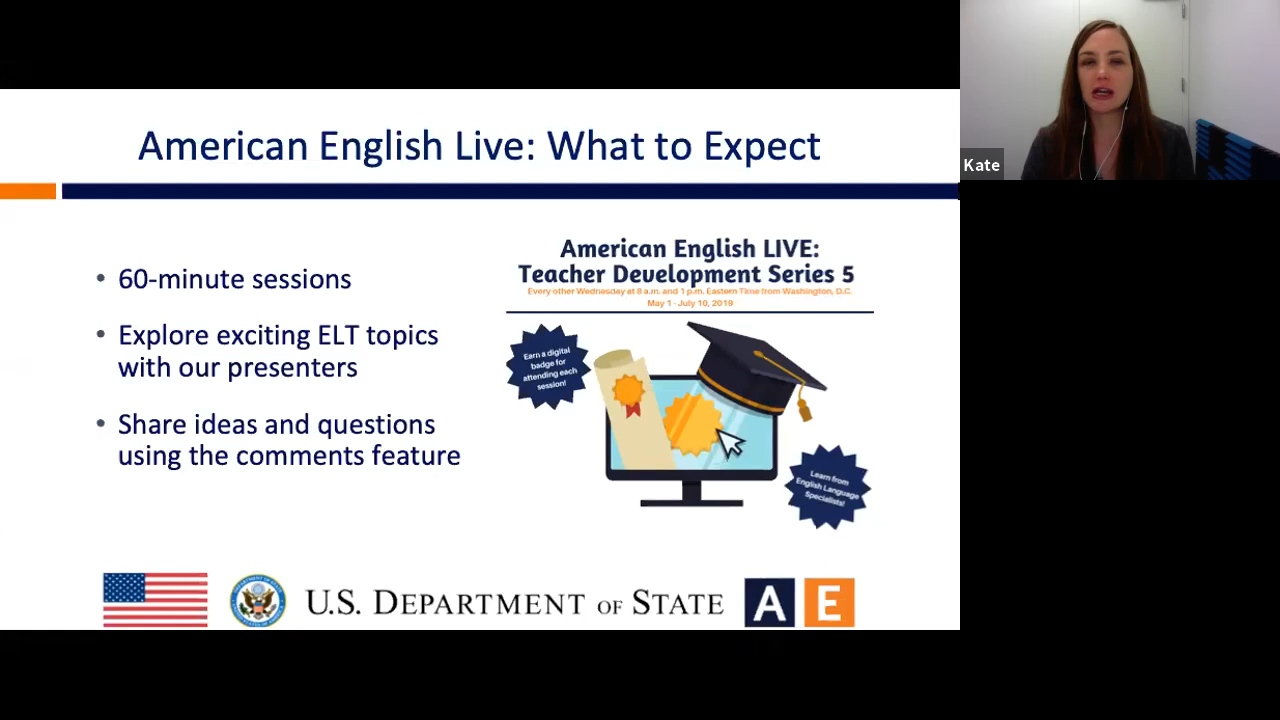 American English Live: What to Expect
Kate
• 60-minute sessions
• Explore exciting ELT topics
with our presenters
• Share ideas and questions
using the comments feature
American English LIVE:
Teacher Development Series 5
Every other Wednesday at 8 a.m. and 1 p.m. Eastern Time from Washington, D.C.
May 1 - July 10, 2019
Earn a digital
badge for
attending each
session!
Learn from
English Language
Specialists!
U.S. DEPARTMENT OF STATE
A E